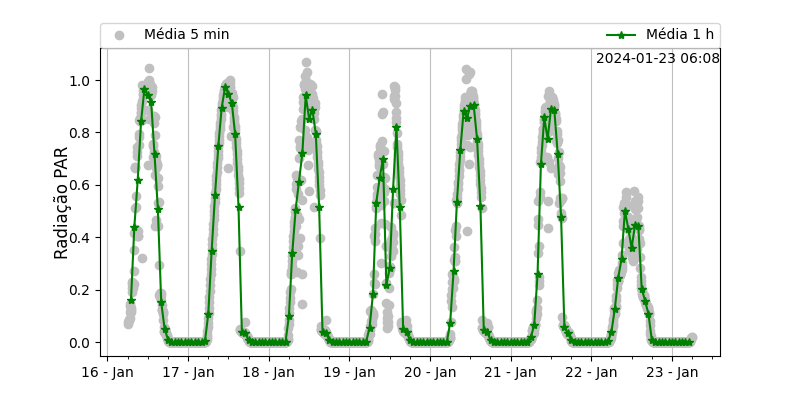 Média 5 min
Média 1 h
2024-01-23 06:08
Radiação PAR
1.0
0.8
0.6
0.4
0.2
0.0
16 - Jan
17 - Jan
18 - Jan
19 - Jan
20 - Jan
21 - Jan
22 - Jan
23 - Jan